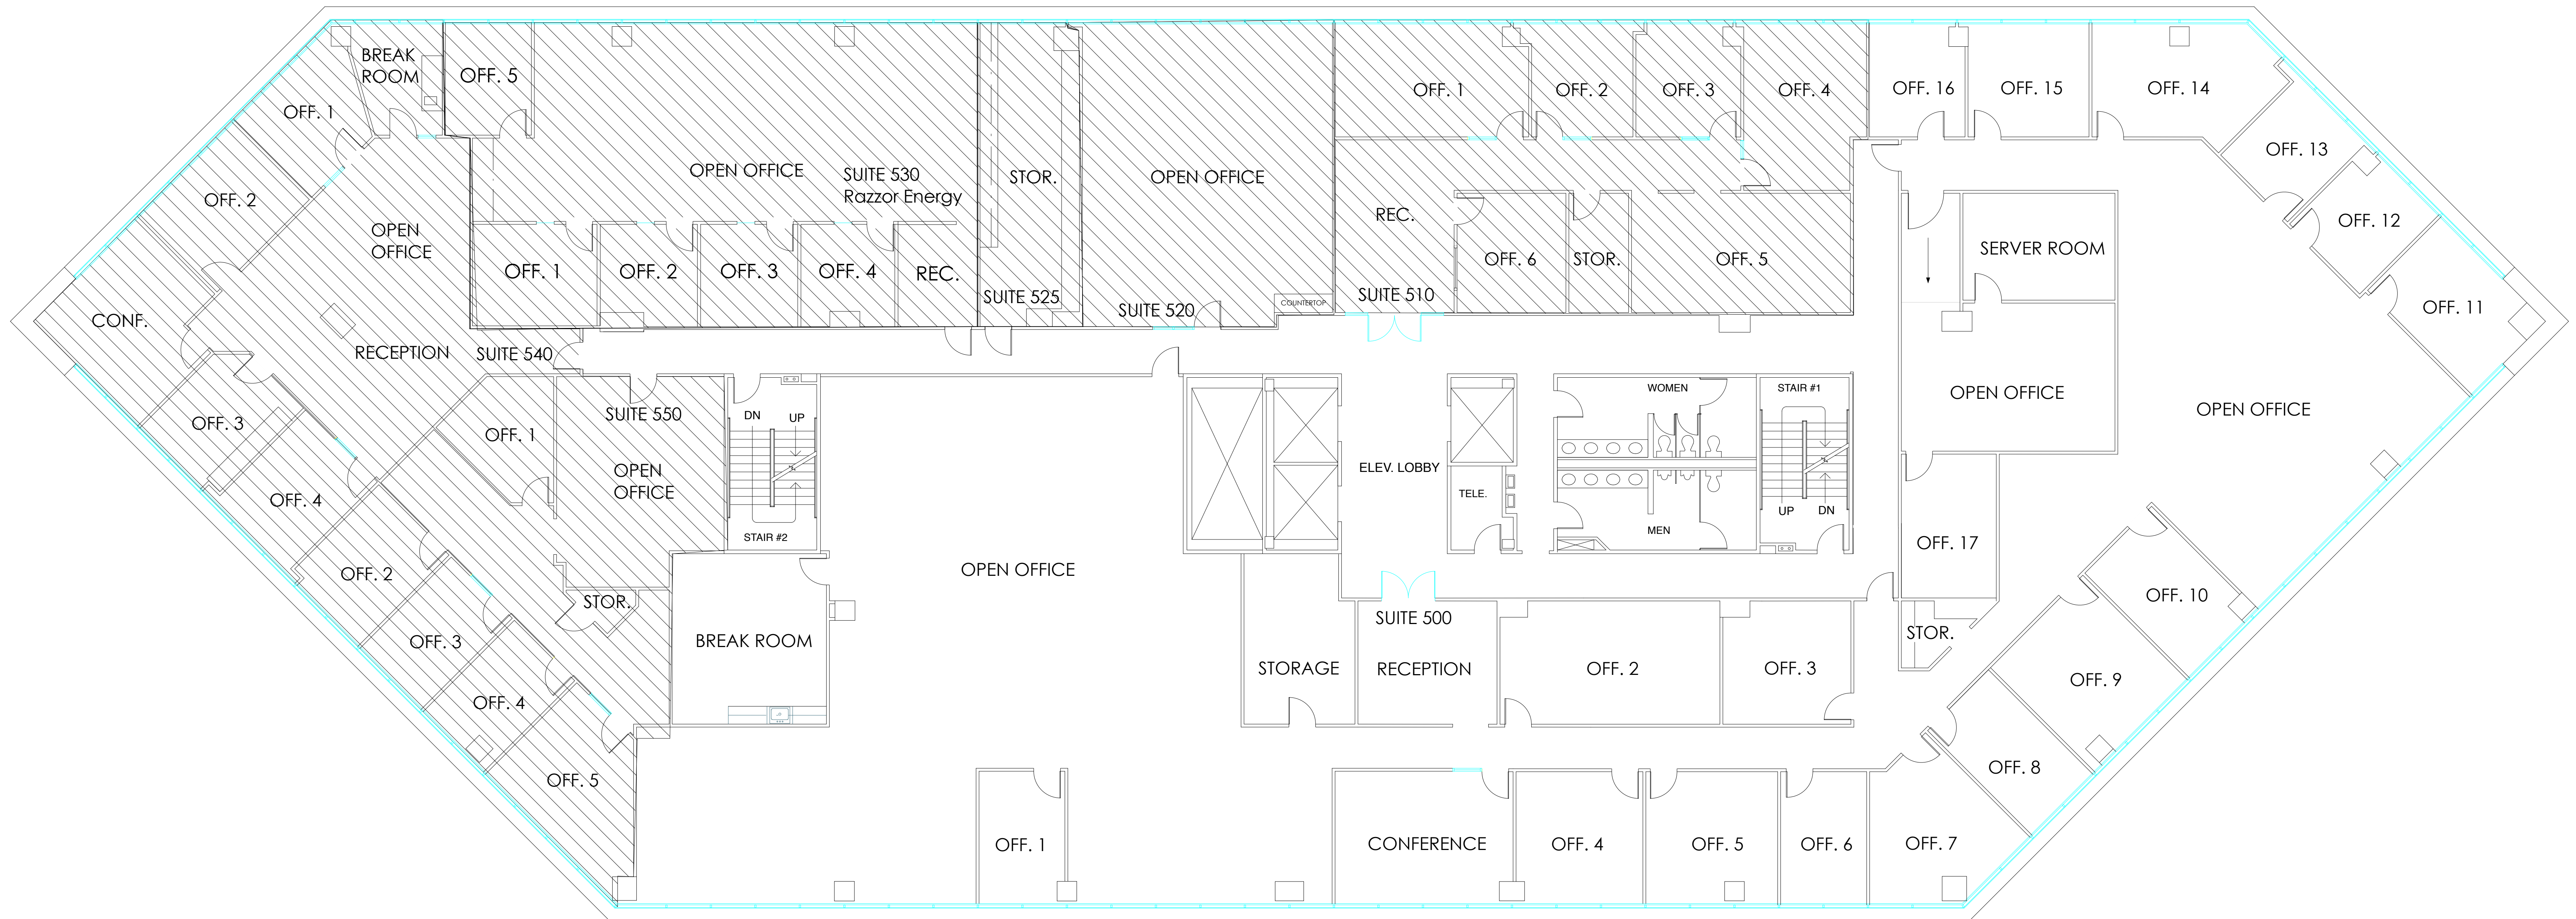 BREAK
ROOM
OFF. 5
OFF. 1
OFF. 2
OPEN
OFFICE
CONF.
RECEPTION
SUITE 540
OFF. 3
OFF. 4
OPEN OFFICE
SUITE 530
Razzor Energy
OFF. 1
OFF. 2
OFF. 3
OFF. 4
REC.
STOR.
SUITE 525
OPEN OFFICE
SUITE 520
COUNTERTOP
OFF. 1
OFF. 2
OFF. 3
OFF. 4
REC.
OFF. 6
STOR.
OFF. 5
SUITE 510
OFF. 16
OFF. 15
OFF. 14
OFF. 13
OFF. 12
OFF. 11
SERVER ROOM
OPEN OFFICE
OPEN OFFICE
SUITE 550
OFF. 1
OPEN
OFFICE
OFF. 2
OFF. 3
OFF. 4
OFF. 5
STOR.
DN
UP
STAIR #2
BREAK ROOM
OPEN OFFICE
ELEV. LOBBY
TELE.
WOMEN
MEN
STAIR #1
UP
DN
OFF. 17
STOR.
OFF. 10
OFF. 9
OFF. 8
STORAGE
SUITE 500
RECEPTION
OFF. 2
OFF. 3
OFF. 1
CONFERENCE
OFF. 4
OFF. 5
OFF. 6
OFF. 7